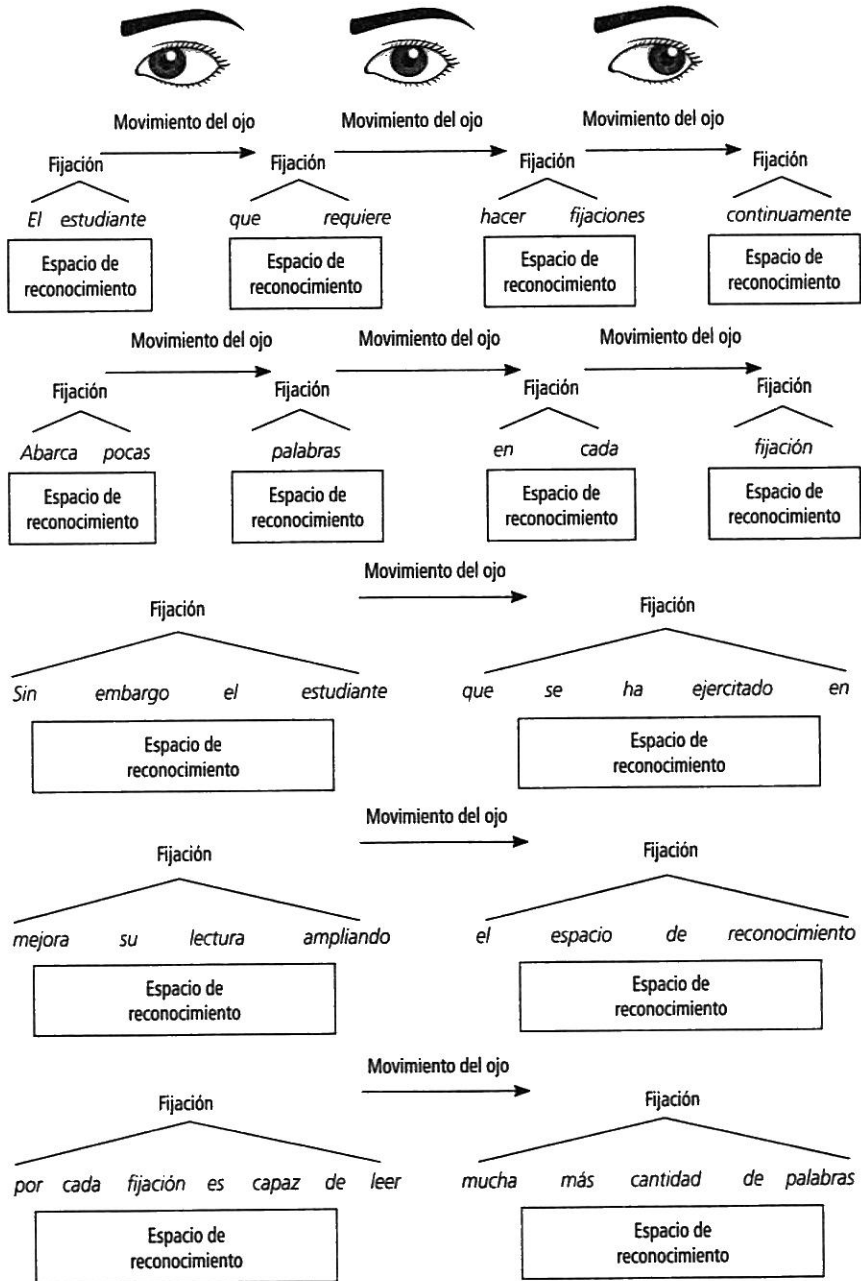 Movimiento del ojo Movimiento del ojo Movimiento del ojo
Fijación Fijación Fijación Fijación
El estudiante que requiere hacer fijaciones continuamente
Espacio de reconocimiento Espacio de reconocimiento Espacio de reconocimiento Espacio de reconocimiento
Movimiento del ojo Movimiento del ojo Movimiento del ojo
Fijación Fijación Fijación Fijación
Abarca pocas palabras en cada fijación
Espacio de reconocimiento Espacio de reconocimiento Espacio de reconocimiento Espacio de reconocimiento
Movimiento del ojo
Fijación Fijación
Sin embargo el estudiante que se ha ejercitado en
Espacio de reconocimiento Espacio de reconocimiento
Movimiento del ojo
Fijación Fijación
mejora su lectura ampliando el espacio de reconocimiento
Espacio de reconocimiento Espacio de reconocimiento
Movimiento del ojo
Fijación Fijación
por cada fijación es capaz de leer mucha más cantidad de palabras
Espacio de reconocimiento Espacio de reconocimiento